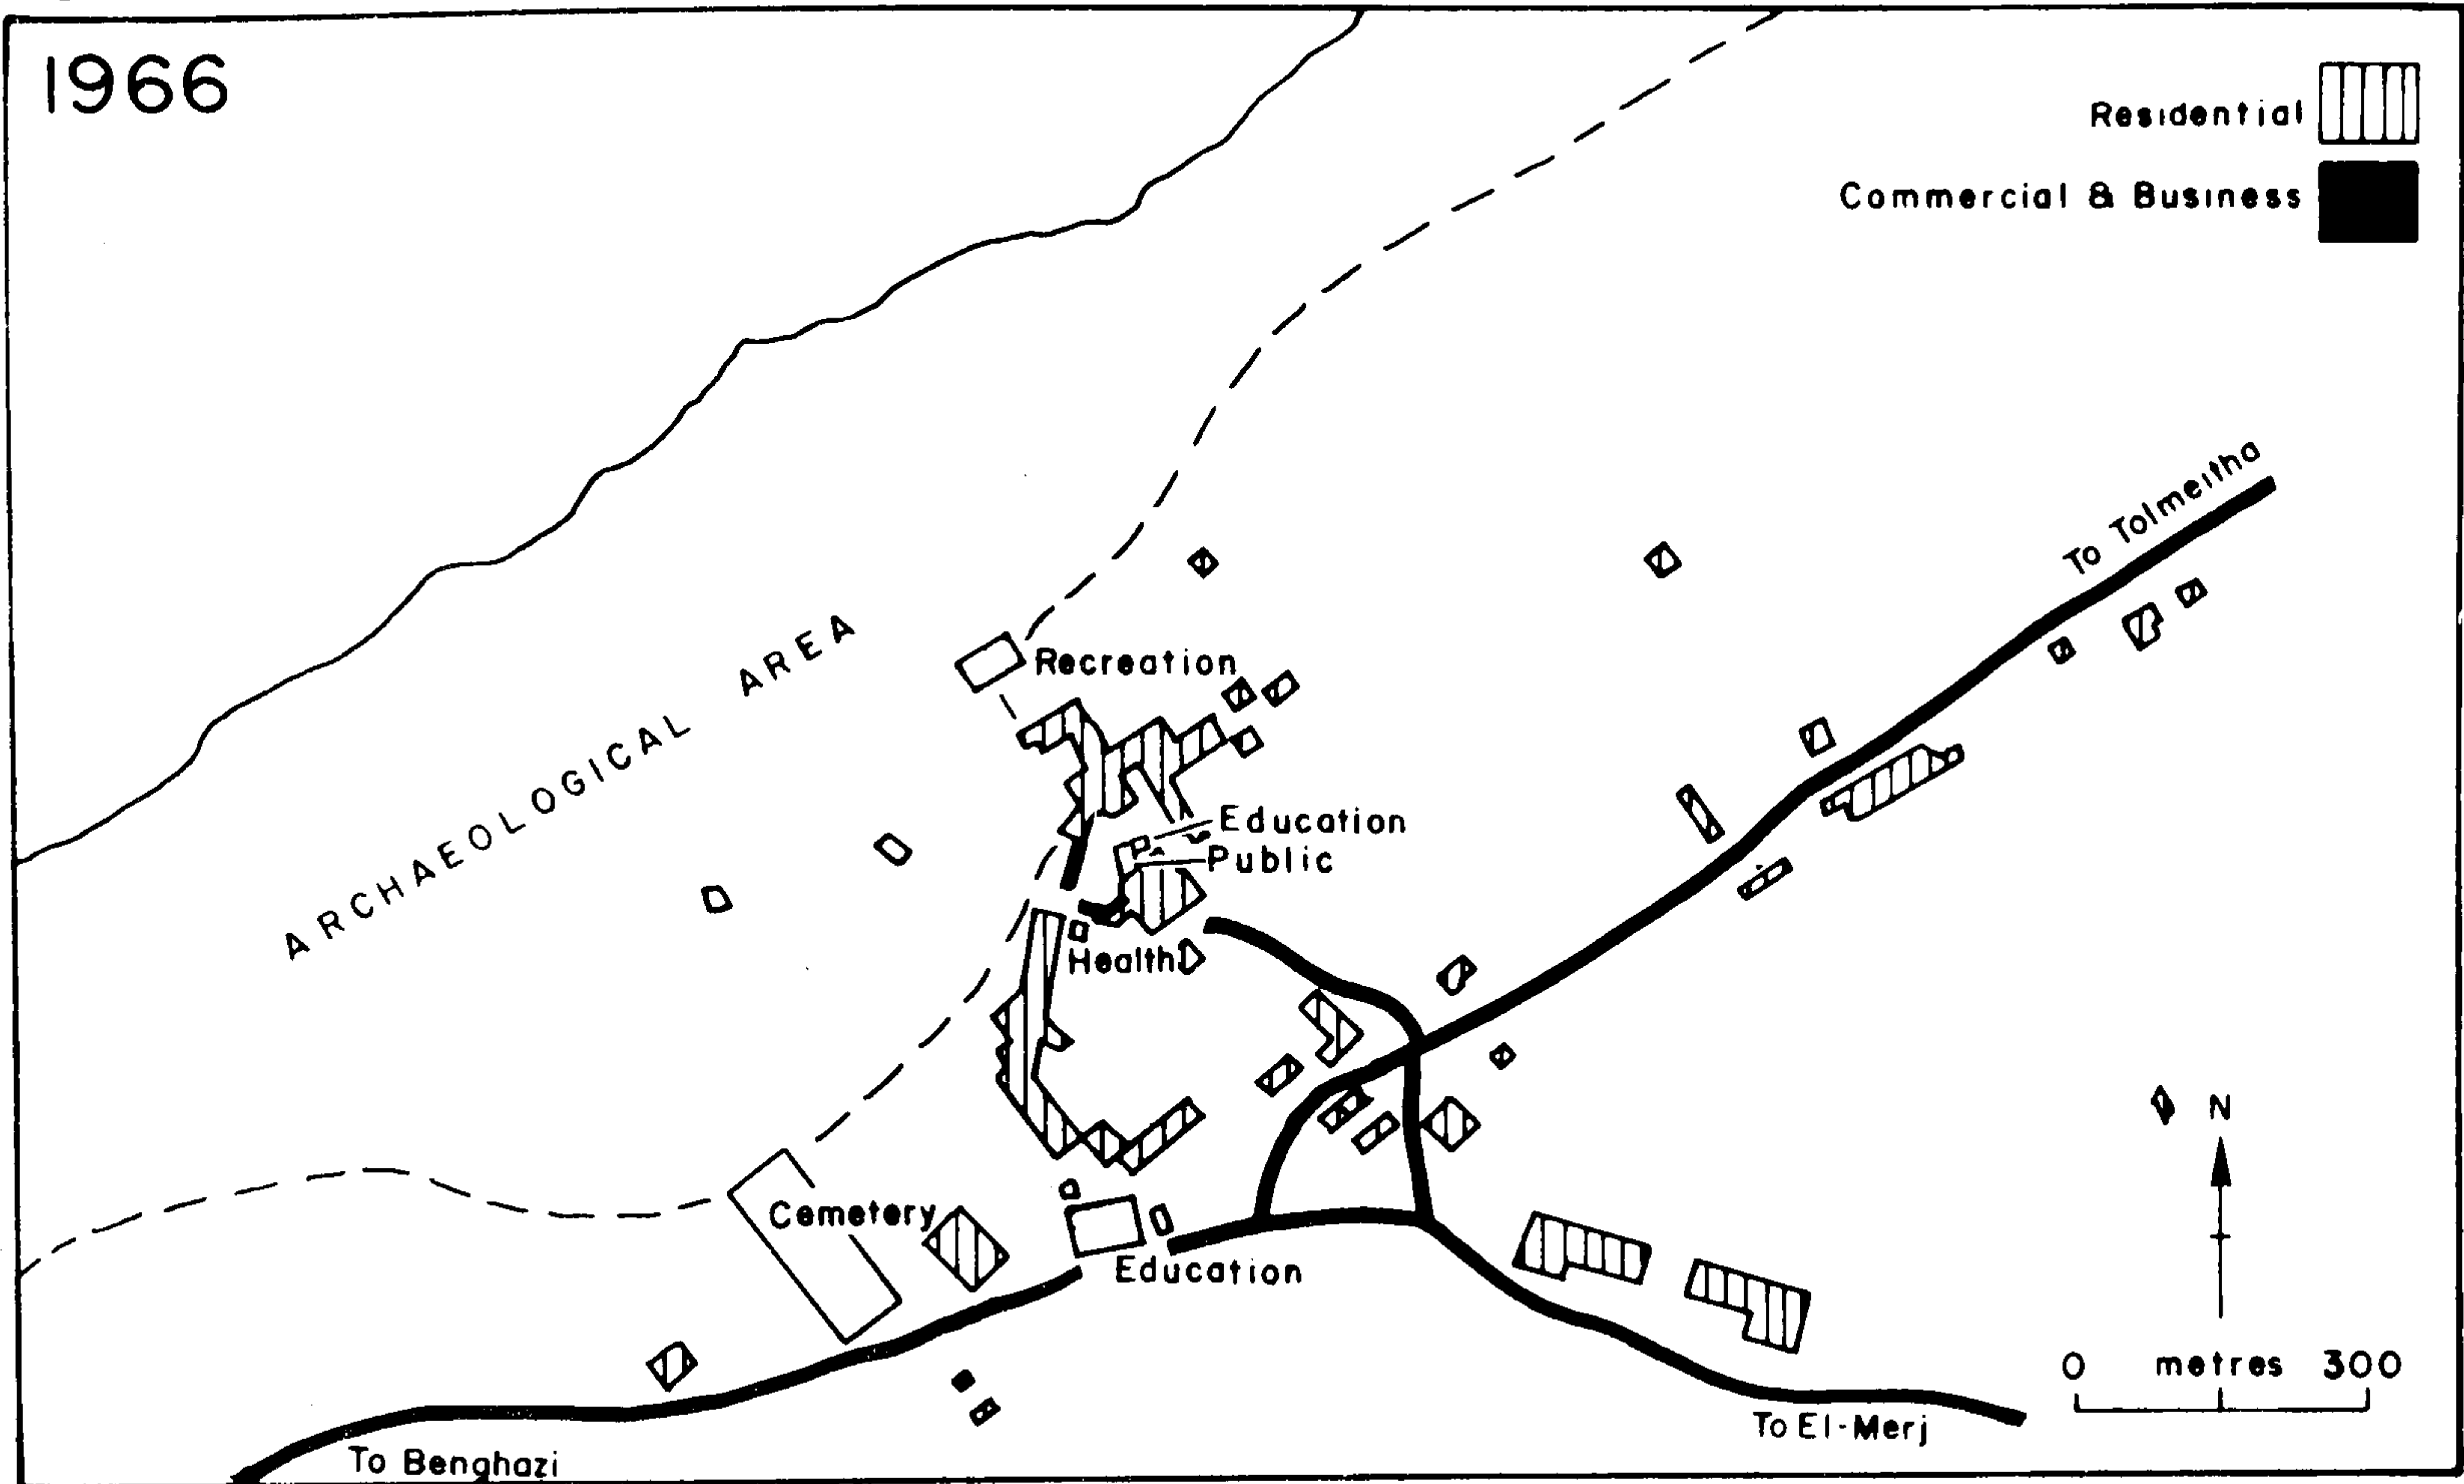 1966
Residential
Commercial & Business
To Tolmeitha
ARCHAEOLOGICAL AREA
Recreation
Education
Public
Health
Cemetery
Education
N
0 metres 300
To El-Merj
To Benghazi